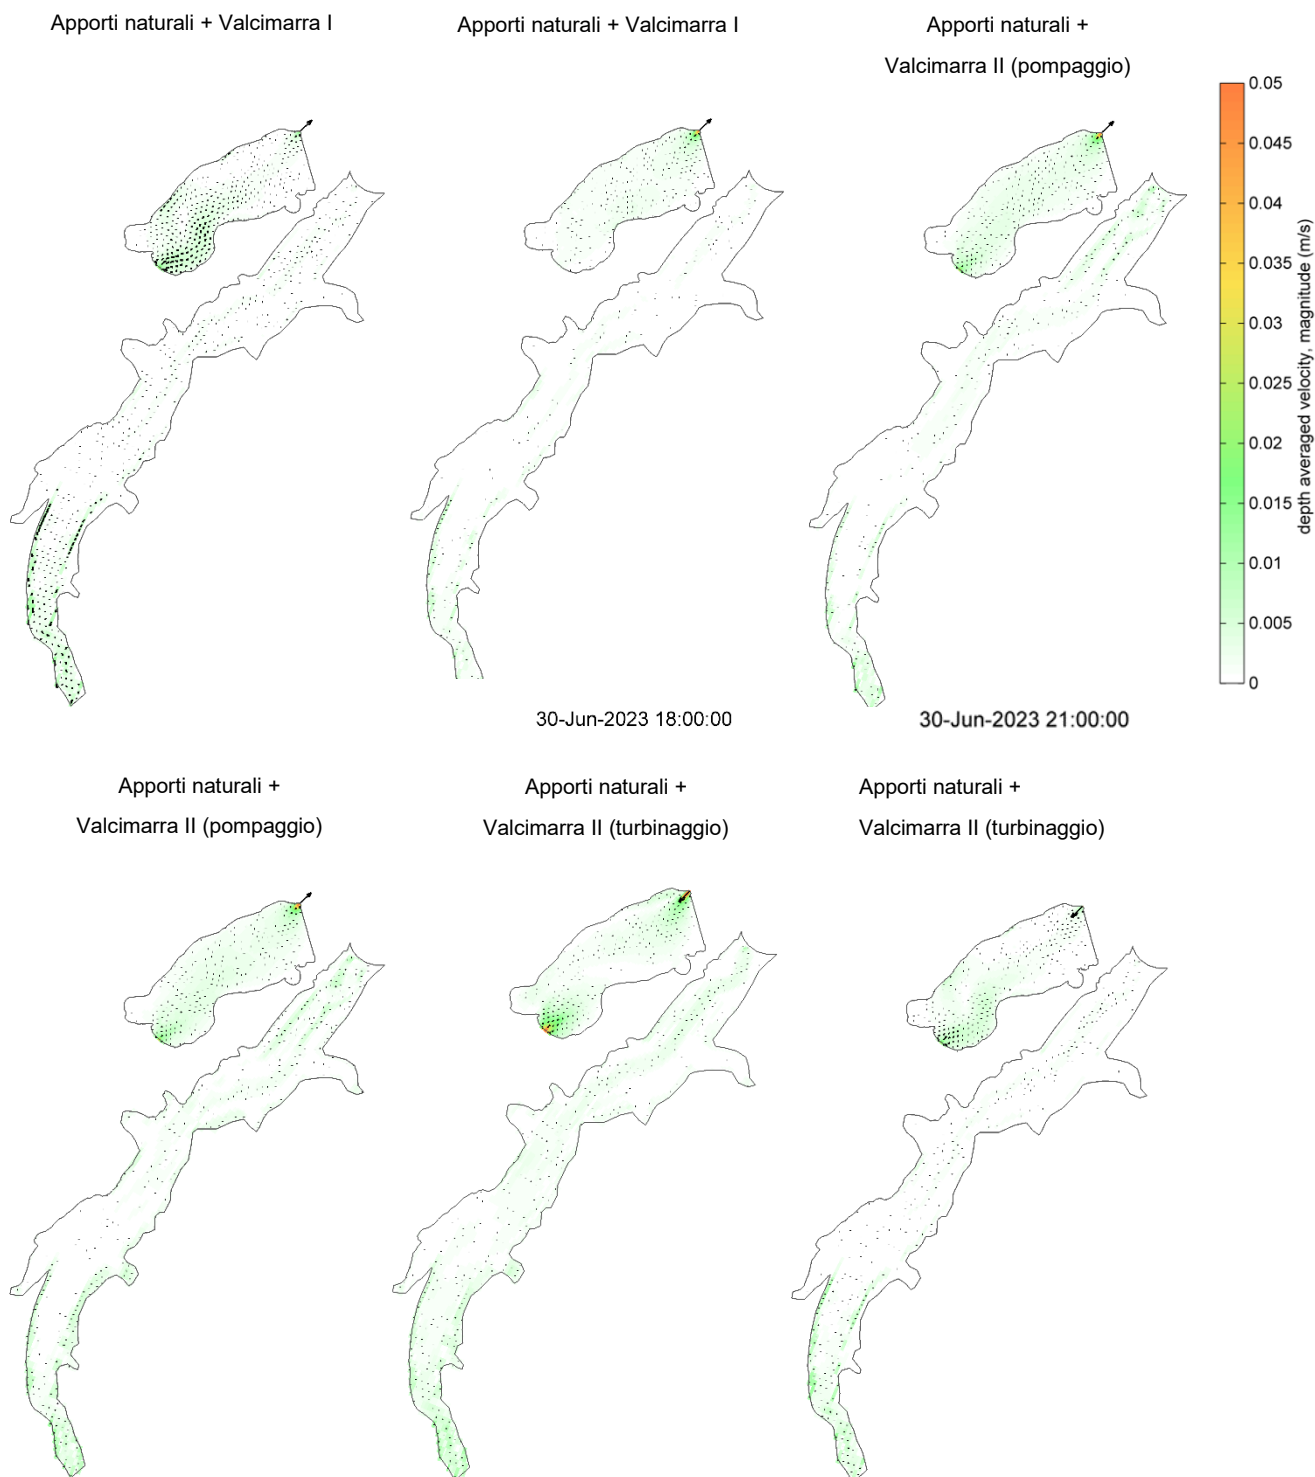 Apporti naturali + Valcimarra I
Apporti naturali + Valcimarra I
Apporti naturali +
Valcimarra II (pompaggio)
0.05
0.045
0.04
0.035
0.03
0.025
0.02
0.015
0.01
0.005
0
depth averaged velocity, magnitude (m/s)
30-Jun-2023 18:00:00
30-Jun-2023 21:00:00
Apporti naturali +
Valcimarra II (pompaggio)
Apporti naturali +
Valcimarra II (turbinaggio)
Apporti naturali +
Valcimarra II (turbinaggio)